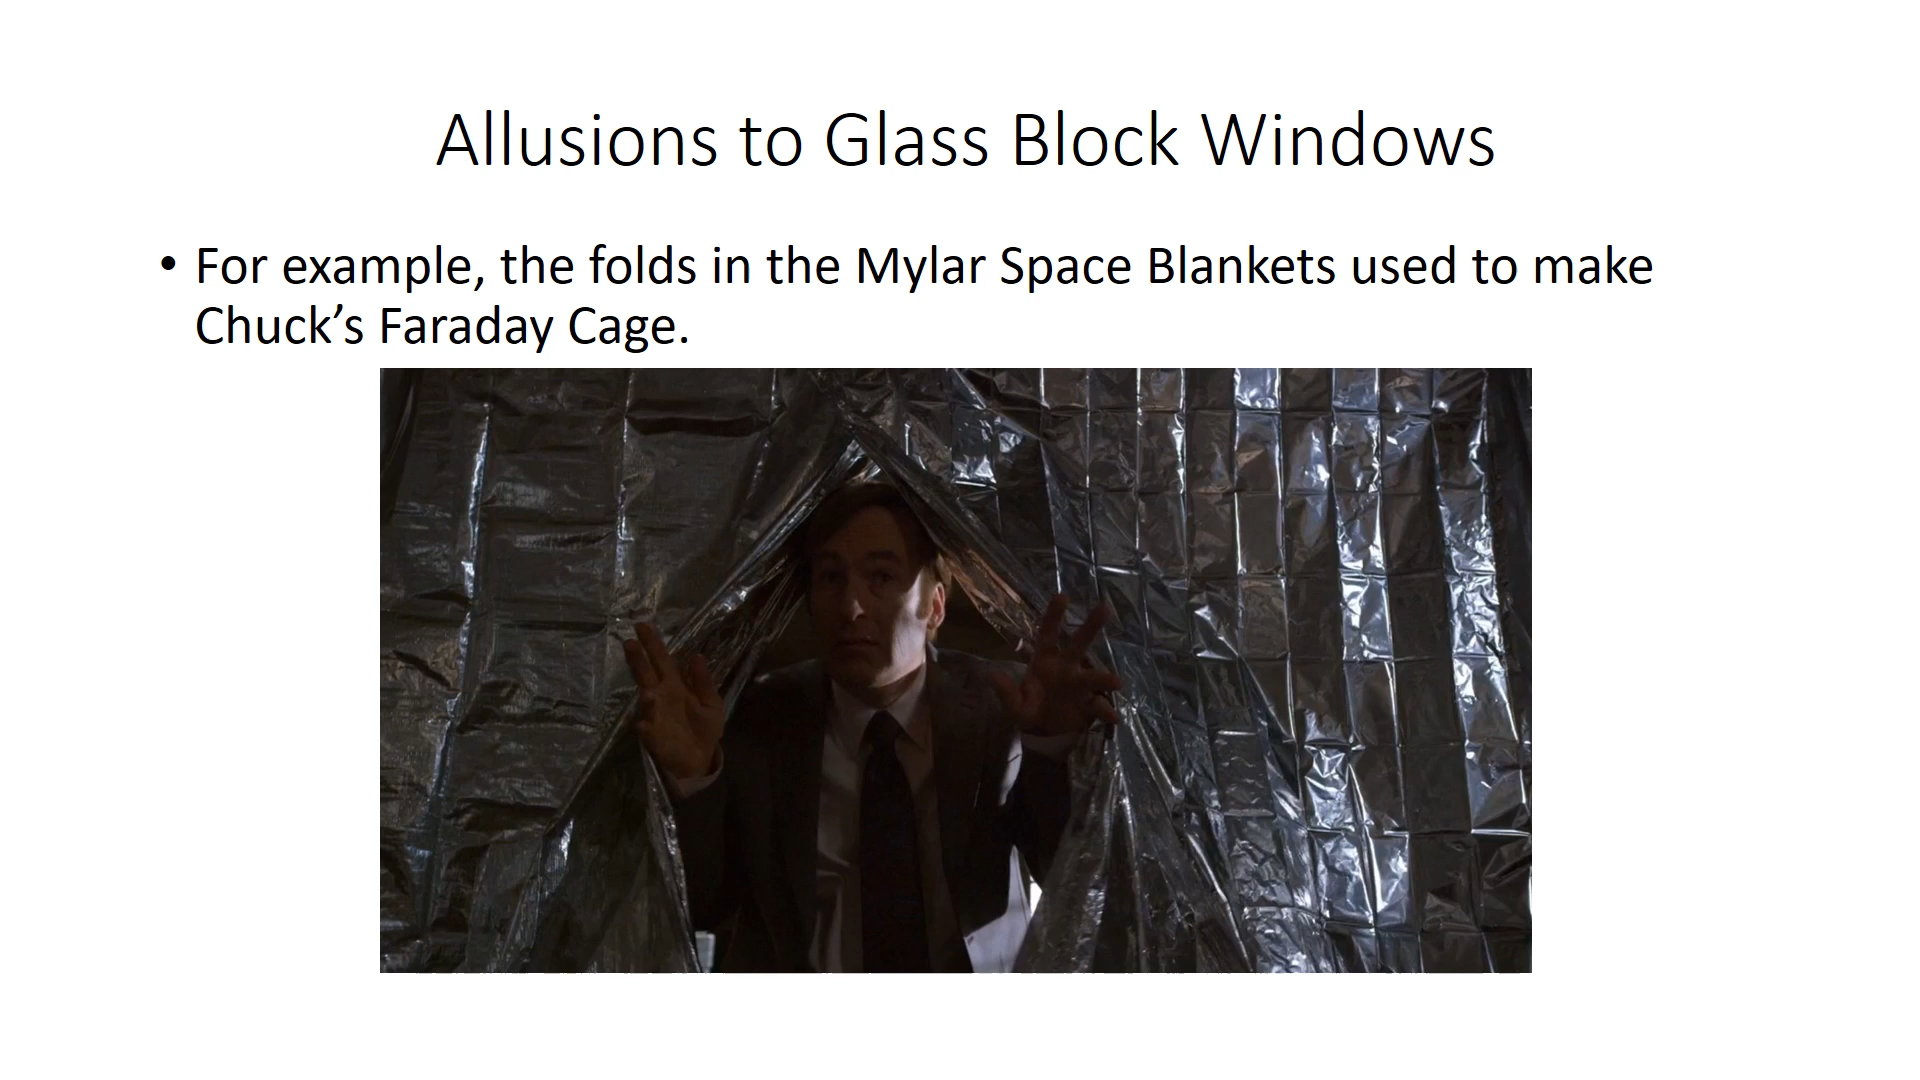 Allusions to Glass Block Windows
• For example, the folds in the Mylar Space Blankets used to make
Chuck’s Faraday Cage.